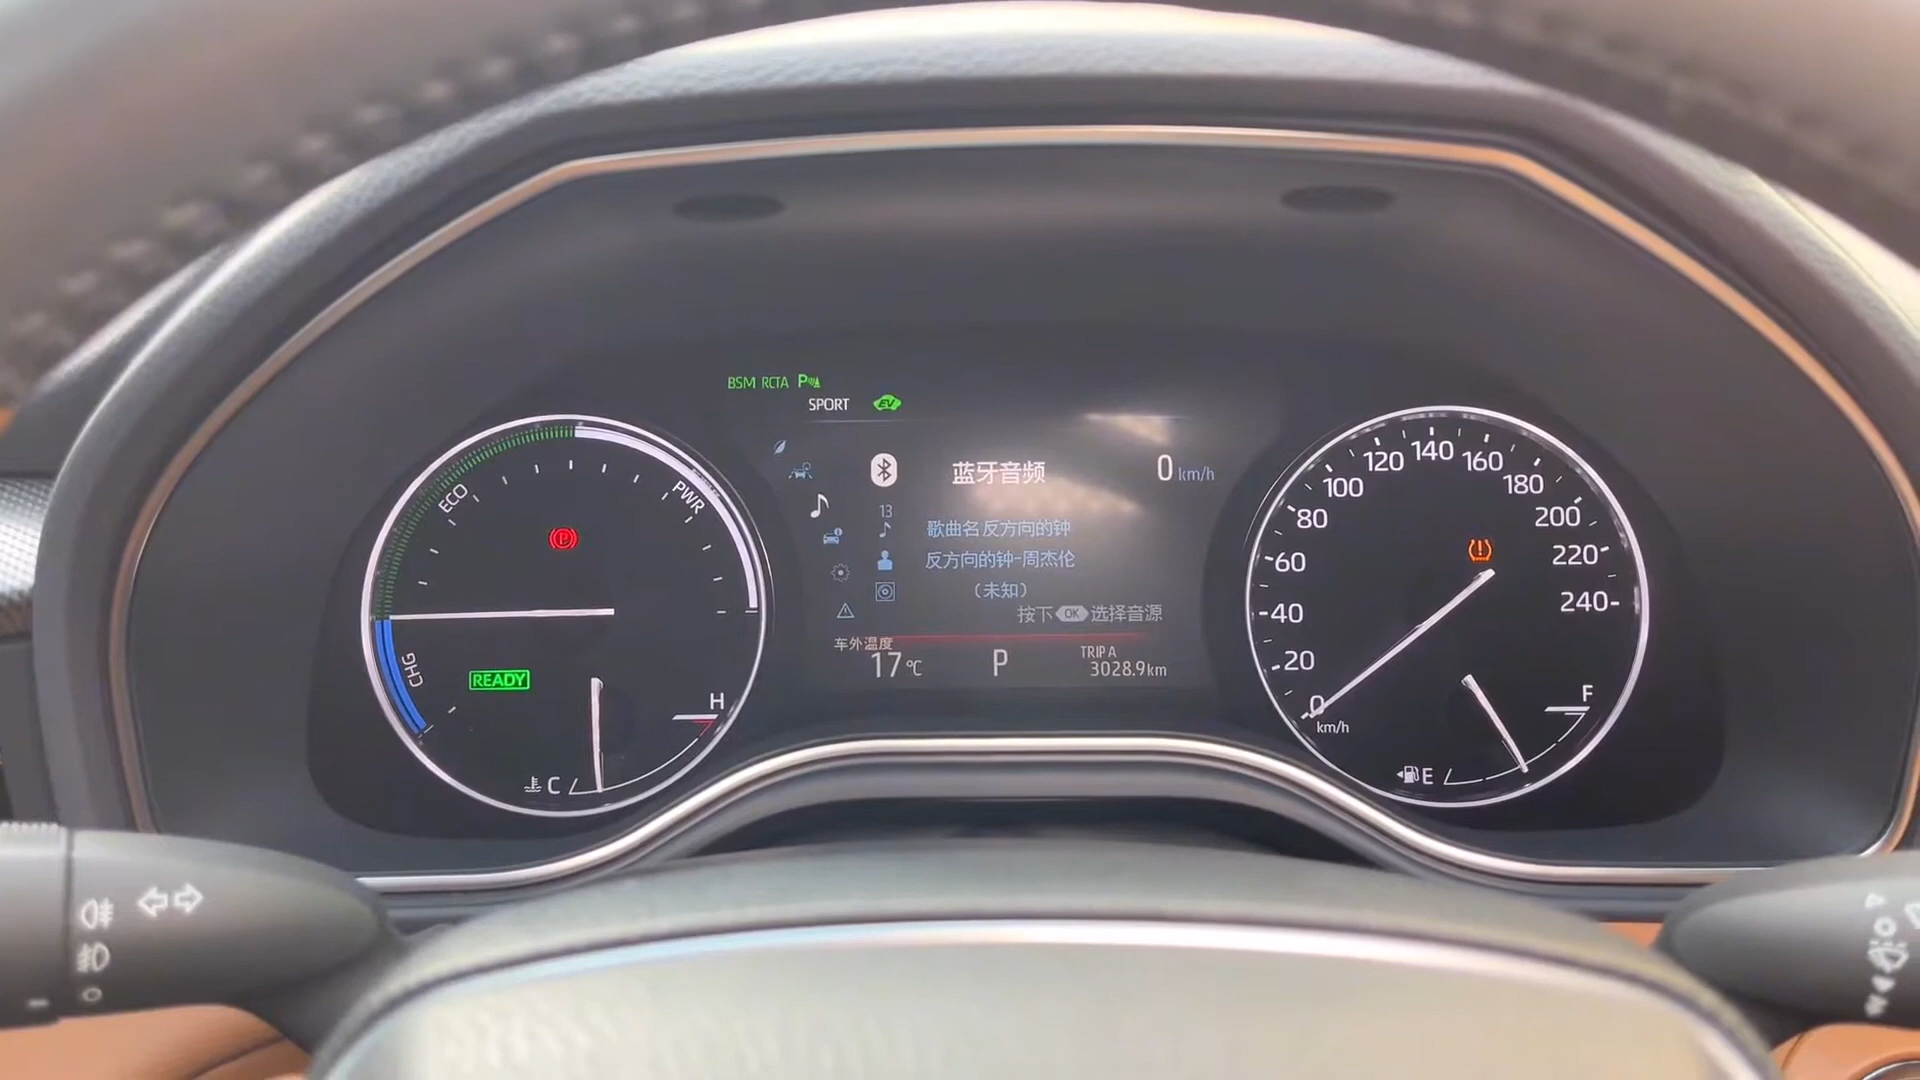 BSM RCTA P
SPORT EV
蓝牙音频
0 km/h
13
歌曲名 反方向的钟
反方向的钟-周杰伦
（未知）
按下 OK 选择音源
车外温度
17℃
P
TRIP A
3028.9km
ECO
PWR
CHG
P
READY
H
C
0
20
40
60
80
100
120
140
160
180
200
220
240
km/h
F
E